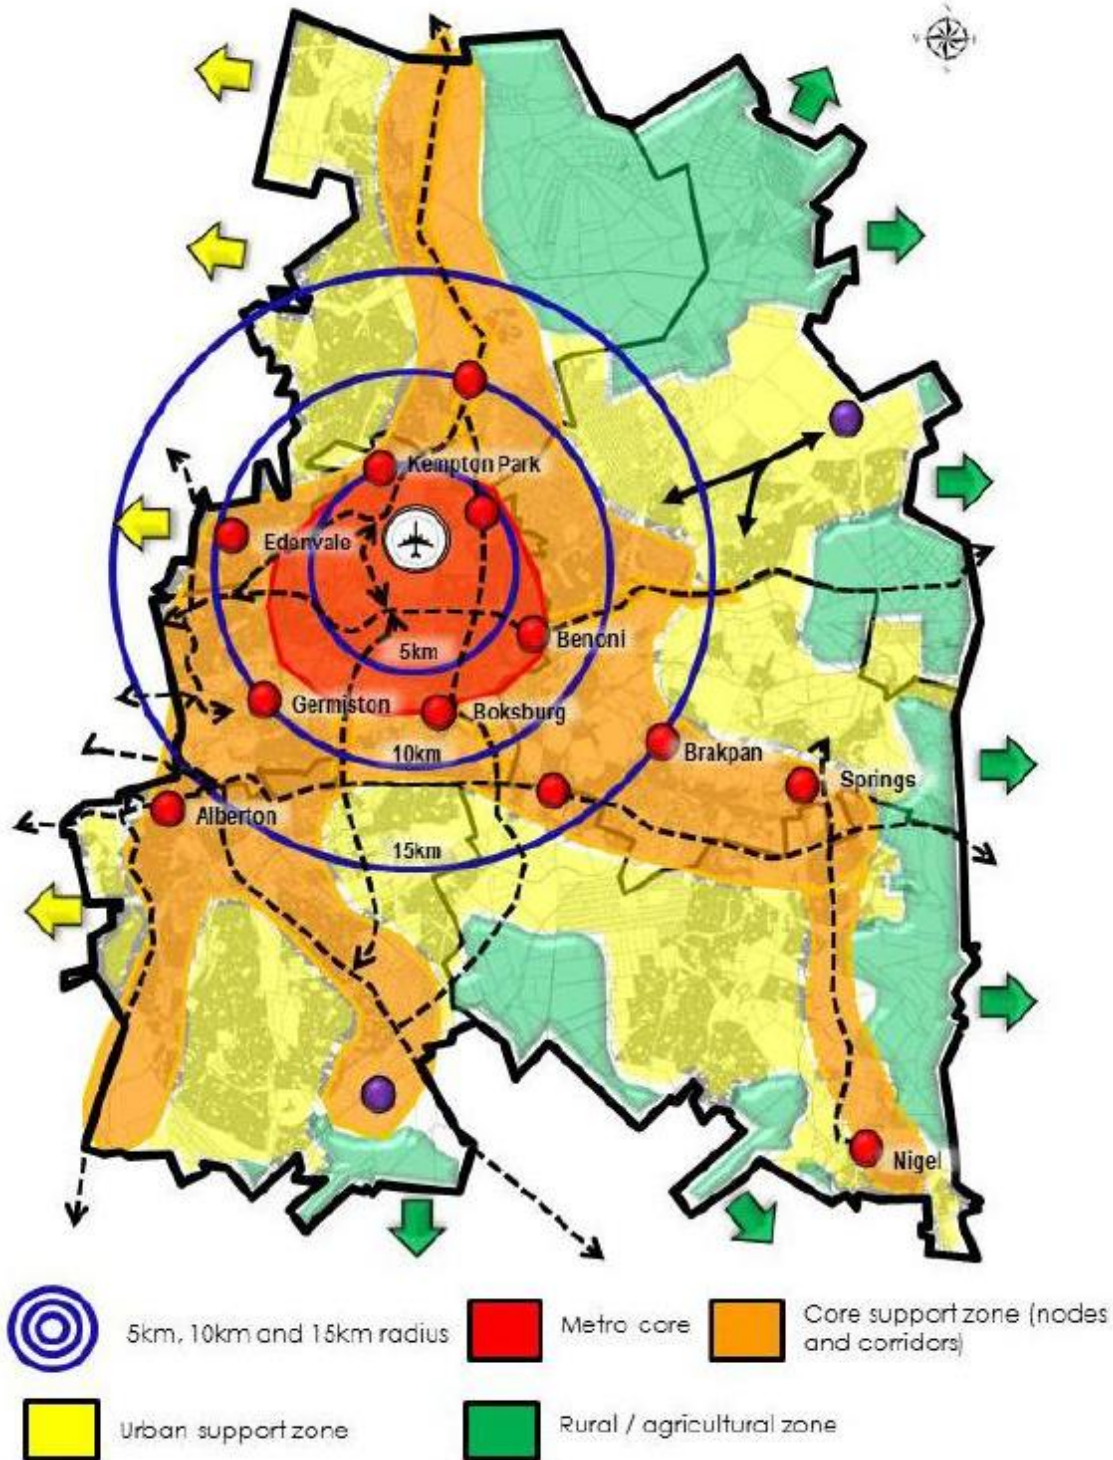 Kempton Park
Edenvale
5km
Benoni
Germiston
Boksburg
10km
Brakpan
Springs
Alberton
15km
Nigel
5km, 10km and 15km radius
Metro core
Core support zone (nodes
and corridors)
Urban support zone
Rural / agricultural zone